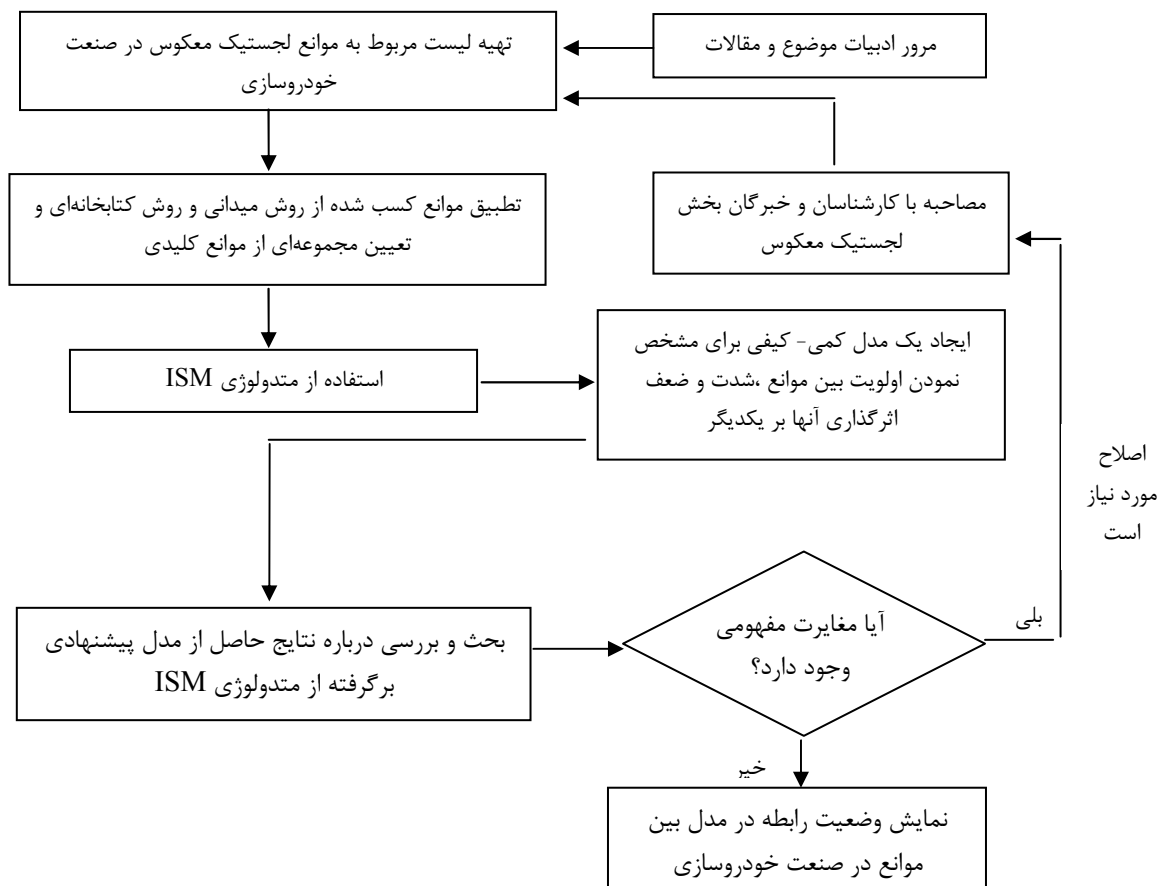 مرور ادبیات موضوع و مقالات
تهیه لیست مربوط به موانع لجستیک معکوس در صنعت
خودروسازی
مصاحبه با کارشناسان و خبرگان بخش
لجستیک معکوس
تطبیق موانع کسب شده از روش میدانی و روش کتابخانه‌ای و
تعیین مجموعه‌ای از موانع کلیدی
استفاده از متدولوژی ISM
ایجاد یک مدل کمی- کیفی برای مشخص
نمودن اولویت بین موانع ،شدت و ضعف
اثرگذاری آنها بر یکدیگر
اصلاح
مورد نیاز
است
بحث و بررسی درباره نتایج حاصل از مدل پیشنهادی
برگرفته از متدولوژی ISM
آیا مغایرت مفهومی
وجود دارد؟
بلی
خیر
نمایش وضعیت رابطه در مدل بین
موانع در صنعت خودروسازی